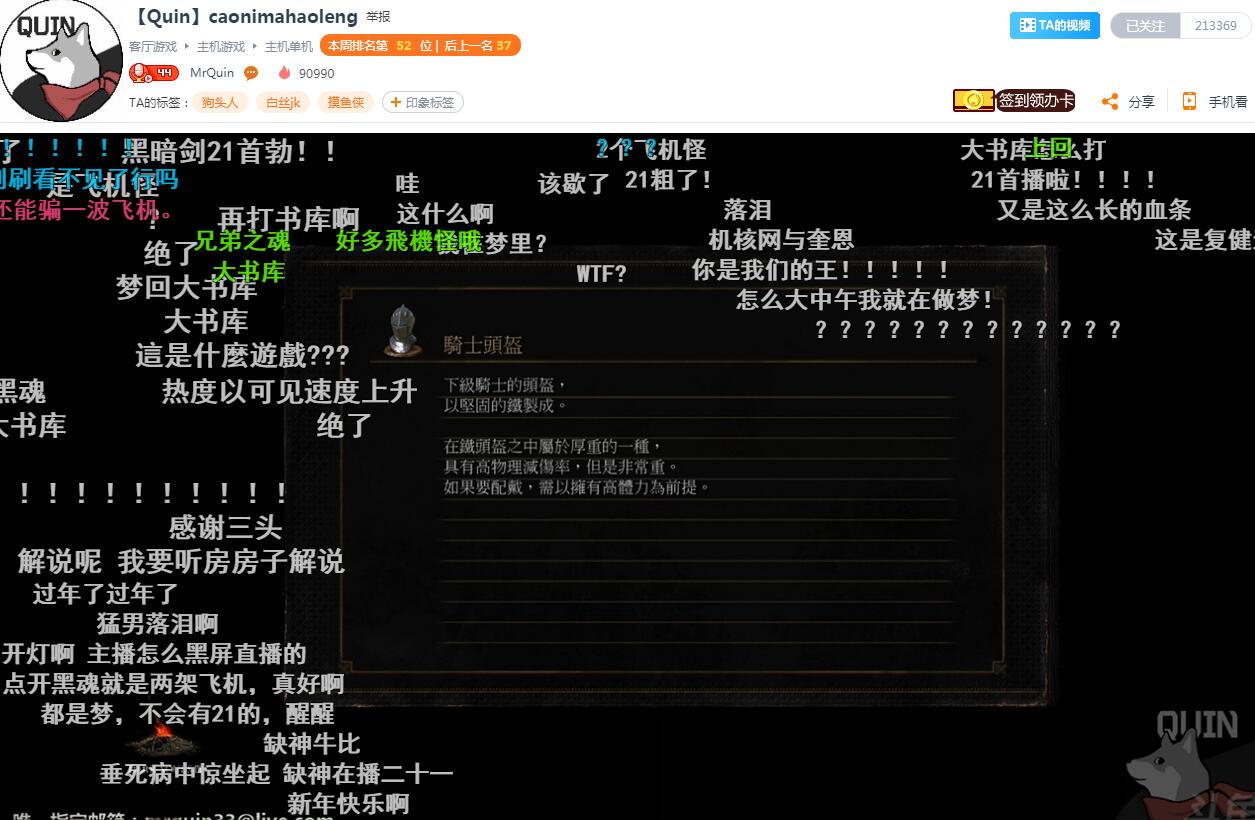 QUIN
【Quin】caonimahaoleng 举报
TA的视频 已关注 213369
客厅游戏 主机游戏 主机单机 本周排名第 52 位 | 后上一名 37
44 MrQuin 90990
TA的标签： 狗头人 白丝jk 摸鱼侠 + 印象标签
签到领办卡 分享 手机看
黑暗剑21首勃！！
2个飞机怪
上回
刷看不见了行吗
是飞机怪
哇
该歇了
21粗了！
21首播啦！！！！
还能骗一波飞机。
再打书库啊
这什么啊
落泪
又是这么长的血条
绝了
兄弟之魂
好多飛機怪哦
机核网与奎恩
大书库
WTF?
你是我们的王！！！！！
梦回大书库
怎么大中午我就在做梦！
大书库
？？？？？？？？？？？？？
這是什麼遊戲???
騎士頭盔
黑魂
热度以可见速度上升
下級騎士的頭盔，
以堅固的鐵製成。
大书库
绝了
在鐵頭盔之中屬於厚重的一種，
具有高物理減傷率，但是非常重。
如果要配戴，需以擁有高體力為前提。
！！！！！！！！！！
感谢三头
解说呢 我要听房房子解说
过年了过年了
猛男落泪啊
开灯啊 主播怎么黑屏直播的
点开黑魂就是两架飞机，真好啊
都是梦，不会有21的，醒醒
QUIN
缺神牛比
垂死病中惊坐起 缺神在播二十一
新年快乐啊